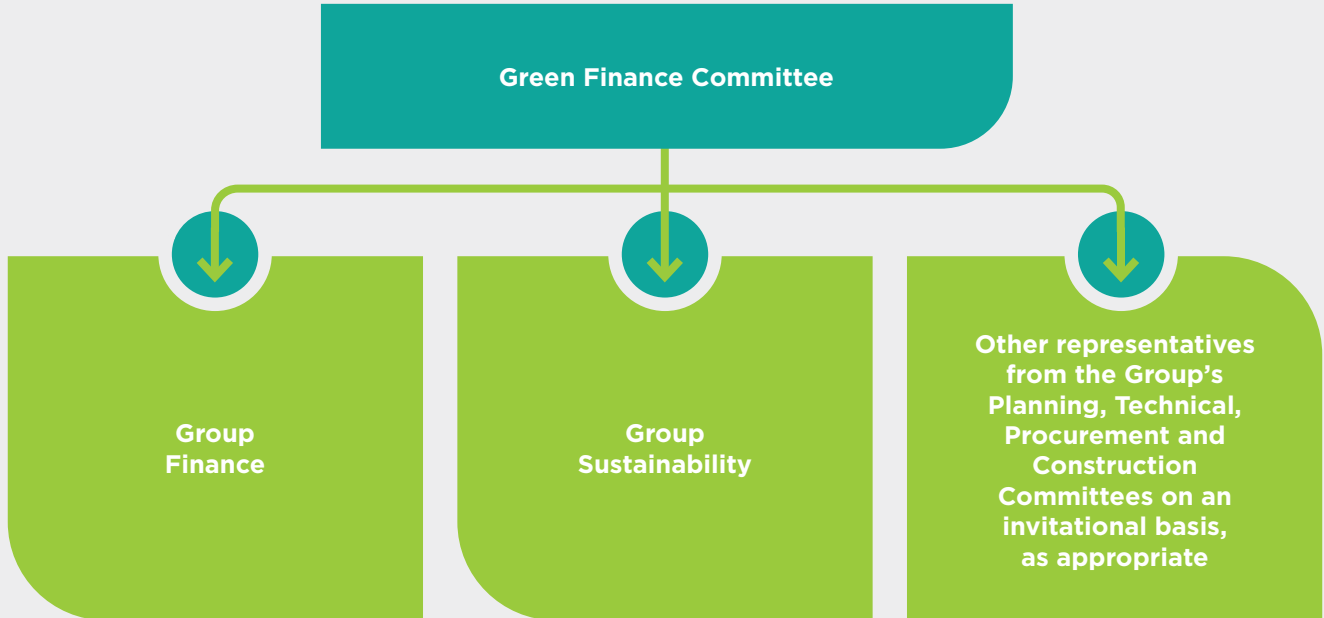 Green Finance Committee
Group
Finance
Group
Sustainability
Other representatives
from the Group’s
Planning, Technical,
Procurement and
Construction
Committees on an
invitational basis,
as appropriate